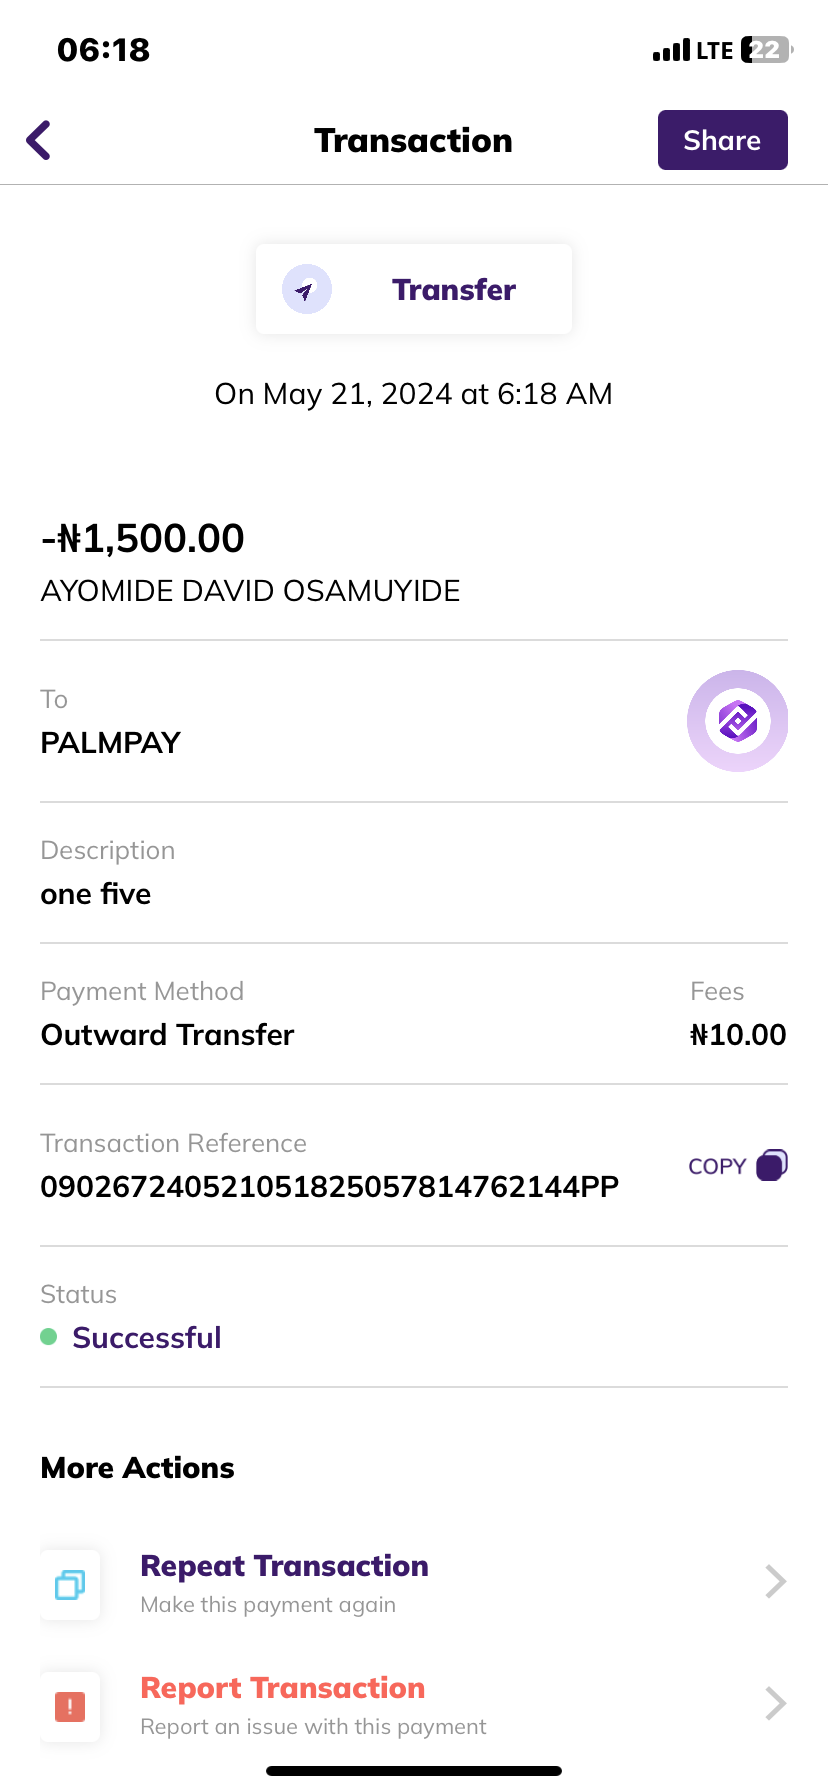 06:18
LTE 22
Transaction
Share
Transfer
On May 21, 2024 at 6:18 AM
-₦1,500.00
AYOMIDE DAVID OSAMUYIDE
To
PALMPAY
Description
one five
Payment Method
Fees
Outward Transfer
₦10.00
Transaction Reference
090267240521051825057814762144PP
COPY
Status
Successful
More Actions
Repeat Transaction
Make this payment again
Report Transaction
Report an issue with this payment